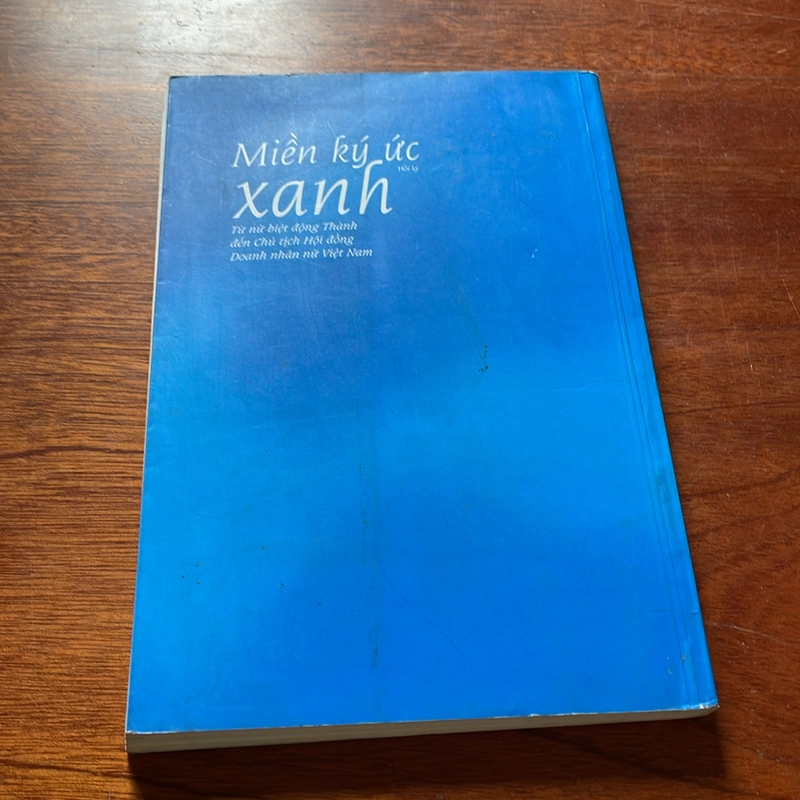 Miền ký ức
Hồi ký
xanh
Từ nữ biệt động Thành
đến Chủ tịch Hội đồng
Doanh nhân nữ Việt Nam